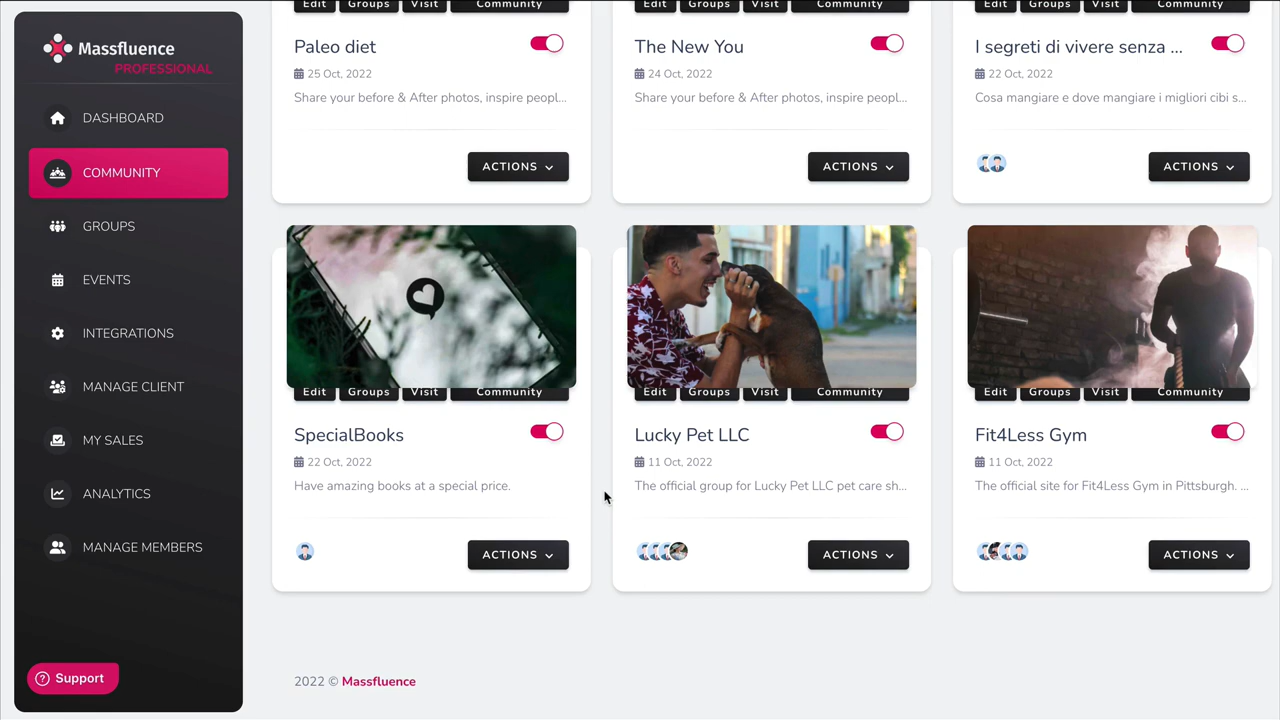 Massfluence
PROFESSIONAL
DASHBOARD
COMMUNITY
GROUPS
EVENTS
INTEGRATIONS
MANAGE CLIENT
MY SALES
ANALYTICS
MANAGE MEMBERS
Support
Edit Groups Visit Community
Paleo diet
25 Oct, 2022
Share your before & After photos, inspire peopl...
ACTIONS
Edit Groups Visit Community
The New You
24 Oct, 2022
Share your before & After photos, inspire peopl...
ACTIONS
Edit Groups Visit Community
I segreti di vivere senza ...
22 Oct, 2022
Cosa mangiare e dove mangiare i migliori cibi s...
ACTIONS
Edit Groups Visit Community
SpecialBooks
22 Oct, 2022
Have amazing books at a special price.
ACTIONS
Edit Groups Visit Community
Lucky Pet LLC
11 Oct, 2022
The official group for Lucky Pet LLC pet care sh...
ACTIONS
Edit Groups Visit Community
Fit4Less Gym
11 Oct, 2022
The official site for Fit4Less Gym in Pittsburgh. ...
ACTIONS
2022 © Massfluence